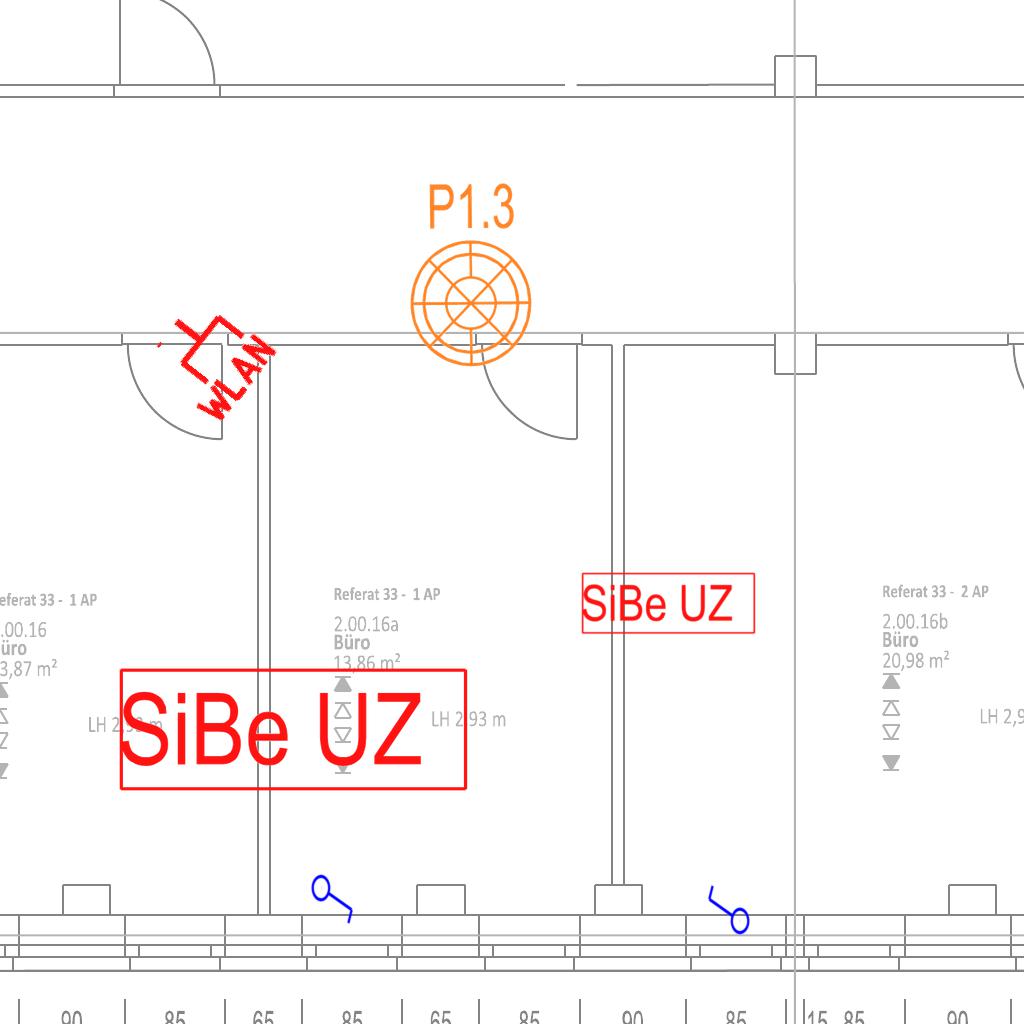 P1.3
WLAN
Referat 33 - 1 AP
.00.16
üro
3,87 m²
LH 2,93 m
Referat 33 - 1 AP
2.00.16a
Büro
13,86 m²
LH 2,93 m
SiBe UZ
SiBe UZ
Referat 33 - 2 AP
2.00.16b
Büro
20,98 m²
LH 2,9
90 85 65 85 65 85 90 85 15 85 90